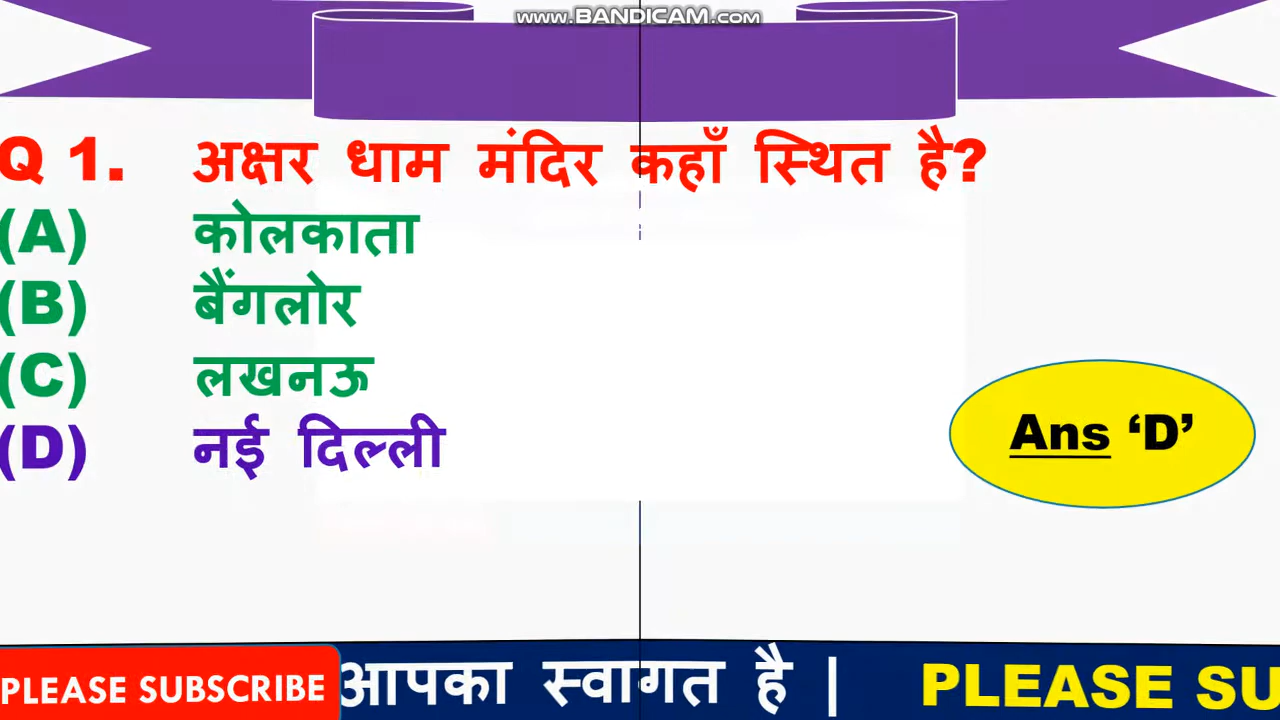 www.BANDICAM.com
Q 1. अक्षर धाम मंदिर कहाँ स्थित है?
(A) कोलकाता
(B) बैंगलोर
(C) लखनऊ
(D) नई दिल्ली
Ans ‘D’
PLEASE SUBSCRIBE आपका स्वागत है | PLEASE SU